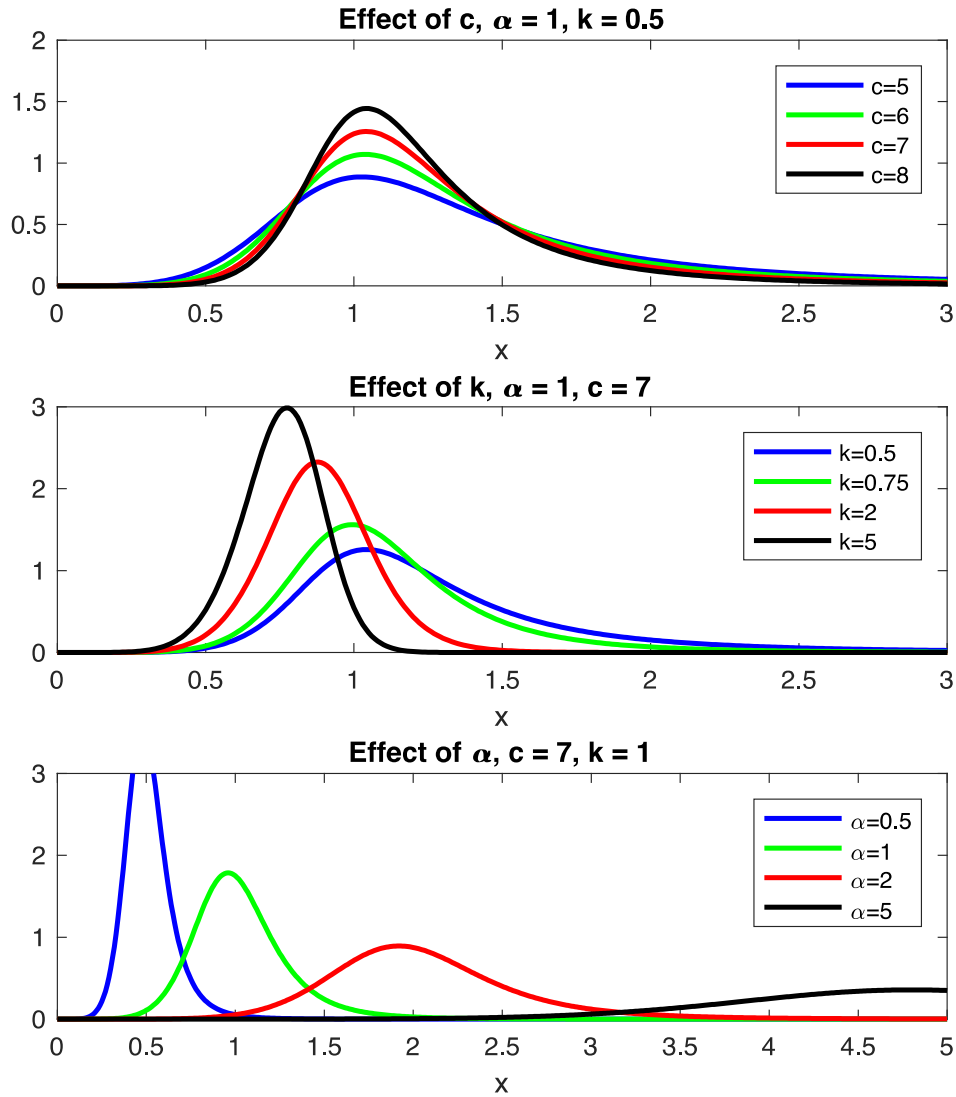 Effect of c, α = 1, k = 0.5
2
1.5
1
0.5
0
c=5
c=6
c=7
c=8
0 0.5 1 1.5 2 2.5 3
x
Effect of k, α = 1, c = 7
3
2
1
0
k=0.5
k=0.75
k=2
k=5
0 0.5 1 1.5 2 2.5 3
x
Effect of α, c = 7, k = 1
3
2
1
0
α=0.5
α=1
α=2
α=5
0 0.5 1 1.5 2 2.5 3 3.5 4 4.5 5
x